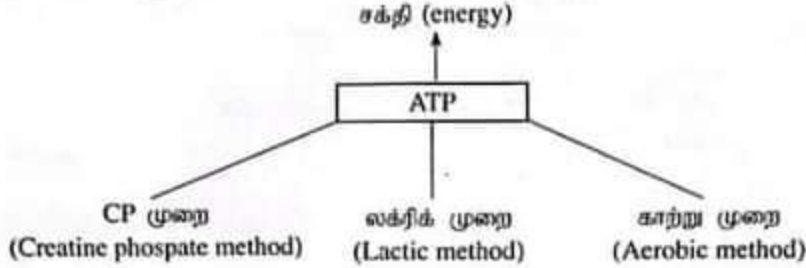 சக்தி (energy)
ATP
CP முறை லக்ரிக் முறை காற்று முறை
(Creatine phospate method) (Lactic method) (Aerobic method)